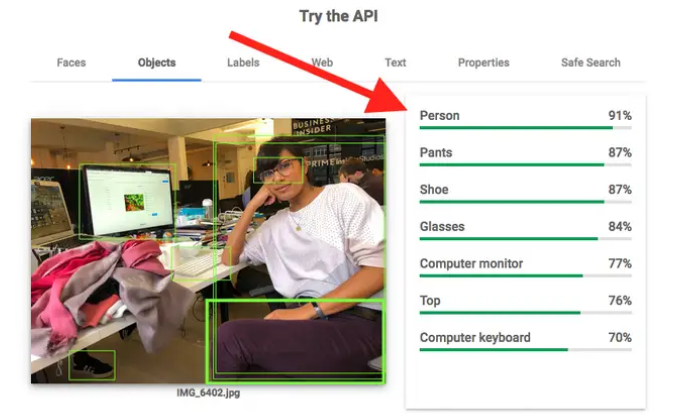 Try the API
Faces
Objects
Labels
Web
Text
Properties
Safe Search
Person 91%
Pants 87%
Shoe 87%
Glasses 84%
Computer monitor 77%
Top 76%
Computer keyboard 70%
BUSINESS
INSIDER
PRIME
Studios
IMG_6402.jpg